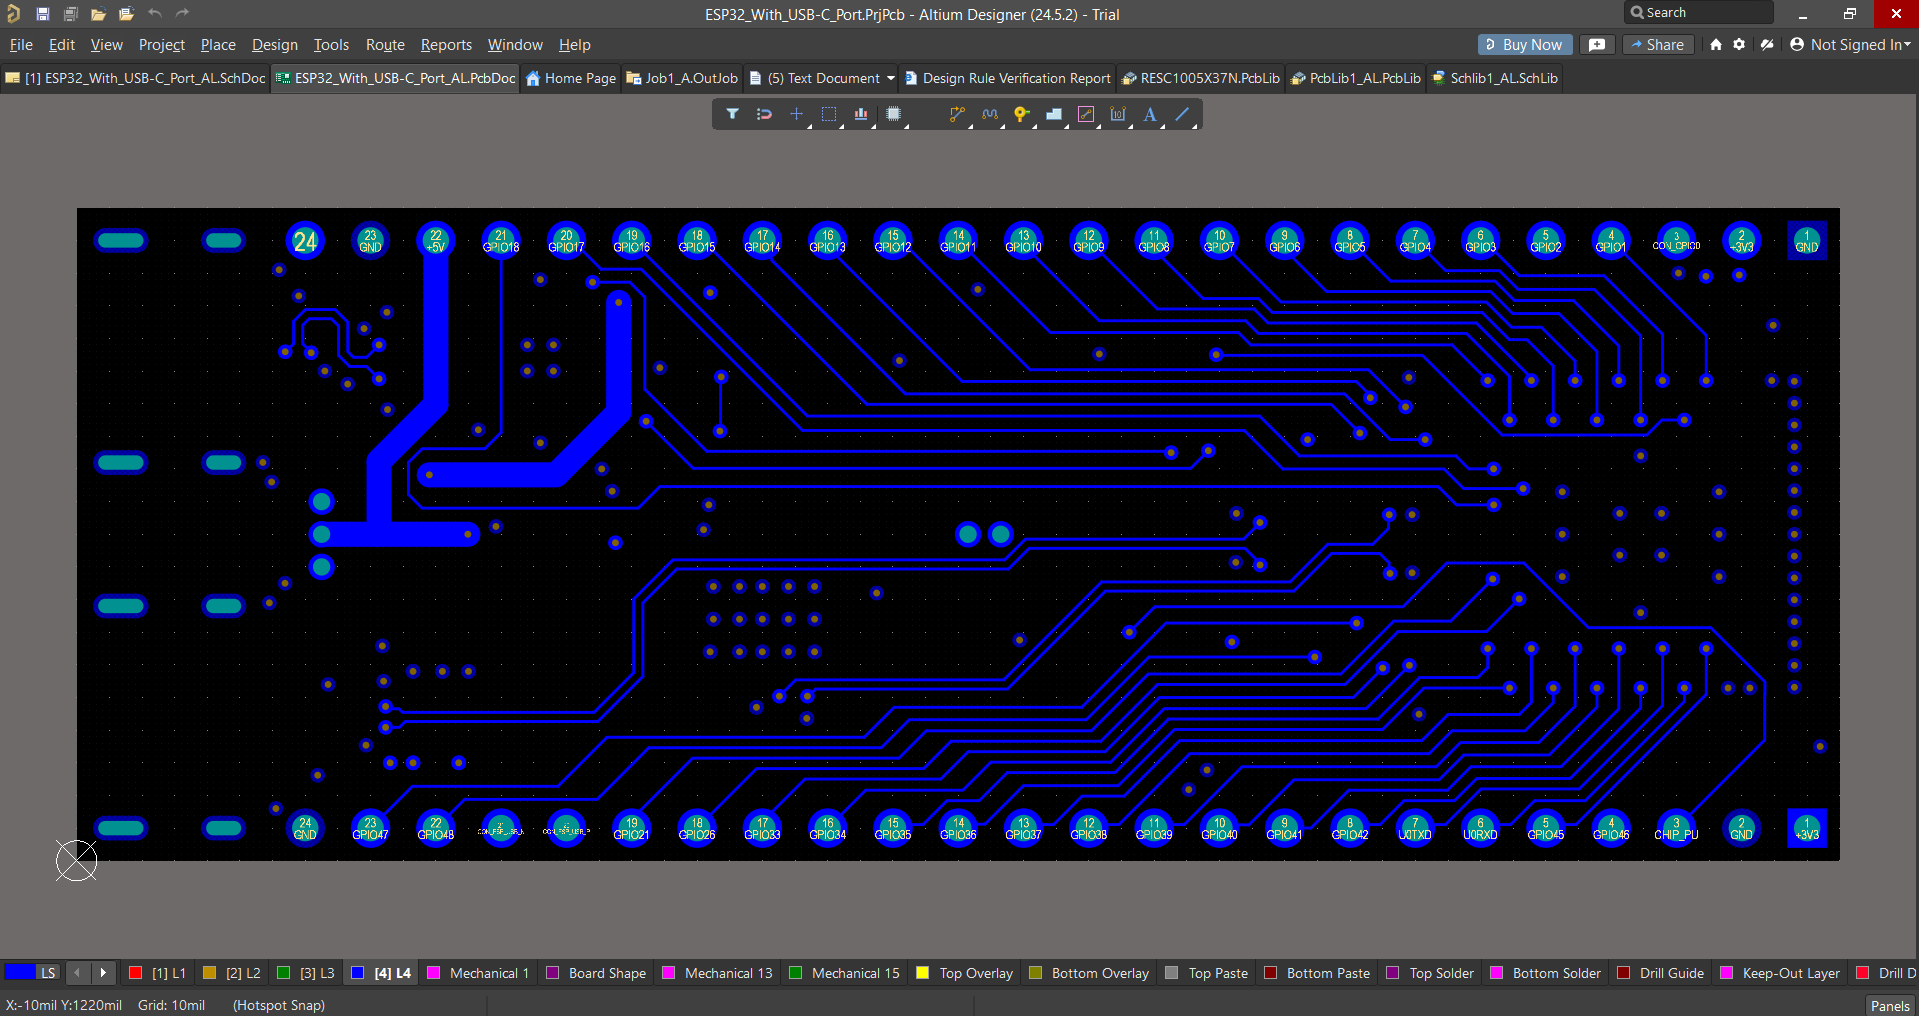 ESP32_With_USB-C_Port.PrjPcb - Altium Designer (24.5.2) - Trial
Search
File Edit View Project Place Design Tools Route Reports Window Help
Buy Now Share Not Signed In
[1] ESP32_With_USB-C_Port_AL.SchDoc ESP32_With_USB-C_Port_AL.PcbDoc Home Page Job1_A.OutJob (5) Text Document Design Rule Verification Report RESC1005X37N.PcbLib PcbLib1_AL.PcbLib Schlib1_AL.SchLib
24 23 22 21 20 19 18 17 16 15 14 13 12 11 10 9 8 7 6 5 4 3 2 1
GND +5V GPIO18 GPIO17 GPIO16 GPIO15 GPIO14 GPIO13 GPIO12 GPIO11 GPIO10 GPIO9 GPIO8 GPIO7 GPIO6 GPIO5 GPIO4 GPIO3 GPIO2 GPIO1 CON_GPIO0 +3V3 GND
24 23 22 19 18 17 16 15 14 13 12 11 10 9 8 7 6 5 4 3 2 1
GND GPIO47 GPIO48 CON_ESP_USB_N CON_ESP_USB_P GPIO21 GPIO26 GPIO33 GPIO34 GPIO35 GPIO36 GPIO37 GPIO38 GPIO39 GPIO40 GPIO41 GPIO42 U0TXD U0RXD GPIO45 GPIO46 CHIP_PU GND +3V3
LS [1] L1 [2] L2 [3] L3 [4] L4 Mechanical 1 Board Shape Mechanical 13 Mechanical 15 Top Overlay Bottom Overlay Top Paste Bottom Paste Top Solder Bottom Solder Drill Guide Keep-Out Layer Drill D
X:-10mil Y:1220mil Grid: 10mil (Hotspot Snap)
Panels